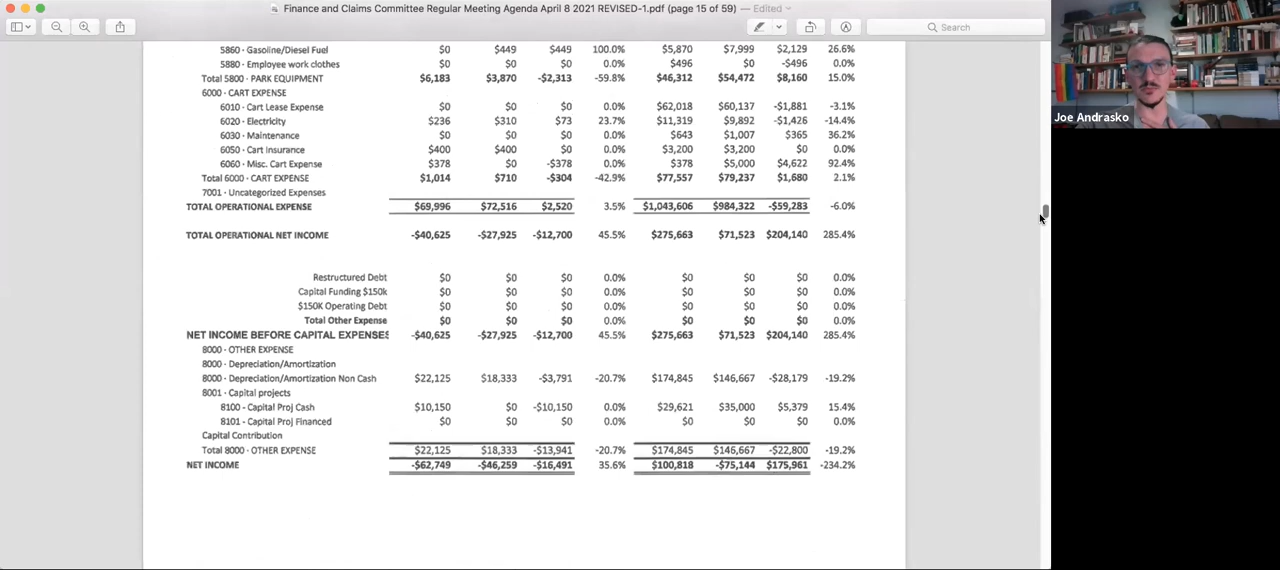 Finance and Claims Committee Regular Meeting Agenda April 8 2021 REVISED-1.pdf (page 15 of 59) — Edited
Search
Joe Andrasko
5860 · Gasoline/Diesel Fuel $0 $449 $449 100.0% $5,870 $7,999 $2,129 26.6%
5880 · Employee work clothes $0 $0 $0 0.0% $496 $0 -$496 0.0%
Total 5800 · PARK EQUIPMENT $6,183 $3,870 -$2,313 -59.8% $46,312 $54,472 $8,160 15.0%
6000 · CART EXPENSE
6010 · Cart Lease Expense $0 $0 $0 0.0% $62,018 $60,137 -$1,881 -3.1%
6020 · Electricity $236 $310 $73 23.7% $11,319 $9,892 -$1,426 -14.4%
6030 · Maintenance $0 $0 $0 0.0% $643 $1,007 $365 36.2%
6050 · Cart Insurance $400 $400 $0 0.0% $3,200 $3,200 $0 0.0%
6060 · Misc. Cart Expense $378 $0 -$378 0.0% $378 $5,000 $4,622 92.4%
Total 6000 · CART EXPENSE $1,014 $710 -$304 -42.9% $77,557 $79,237 $1,680 2.1%
7001 · Uncategorized Expenses
TOTAL OPERATIONAL EXPENSE $69,996 $72,516 $2,520 3.5% $1,043,606 $984,322 -$59,283 -6.0%
TOTAL OPERATIONAL NET INCOME -$40,625 -$27,925 -$12,700 45.5% $275,663 $71,523 $204,140 285.4%
Restructured Debt $0 $0 $0 0.0% $0 $0 $0 0.0%
Capital Funding $150k $0 $0 $0 0.0% $0 $0 $0 0.0%
$150K Operating Debt $0 $0 $0 0.0% $0 $0 $0 0.0%
Total Other Expense $0 $0 $0 0.0% $0 $0 $0 0.0%
NET INCOME BEFORE CAPITAL EXPENSES -$40,625 -$27,925 -$12,700 45.5% $275,663 $71,523 $204,140 285.4%
8000 · OTHER EXPENSE
8000 · Depreciation/Amortization
8000 · Depreciation/Amortization Non Cash $22,125 $18,333 -$3,791 -20.7% $174,845 $146,667 -$28,179 -19.2%
8001 · Capital projects
8100 · Capital Proj Cash $10,150 $0 -$10,150 0.0% $29,621 $35,000 $5,379 15.4%
8101 - Capital Proj Financed $0 $0 $0 0.0% $0 $0 $0 0.0%
Capital Contribution
Total 8000 · OTHER EXPENSE $22,125 $18,333 -$13,941 -20.7% $174,845 $146,667 -$22,800 -19.2%
NET INCOME -$62,749 -$46,259 -$16,491 35.6% $100,818 -$75,144 $175,961 -234.2%